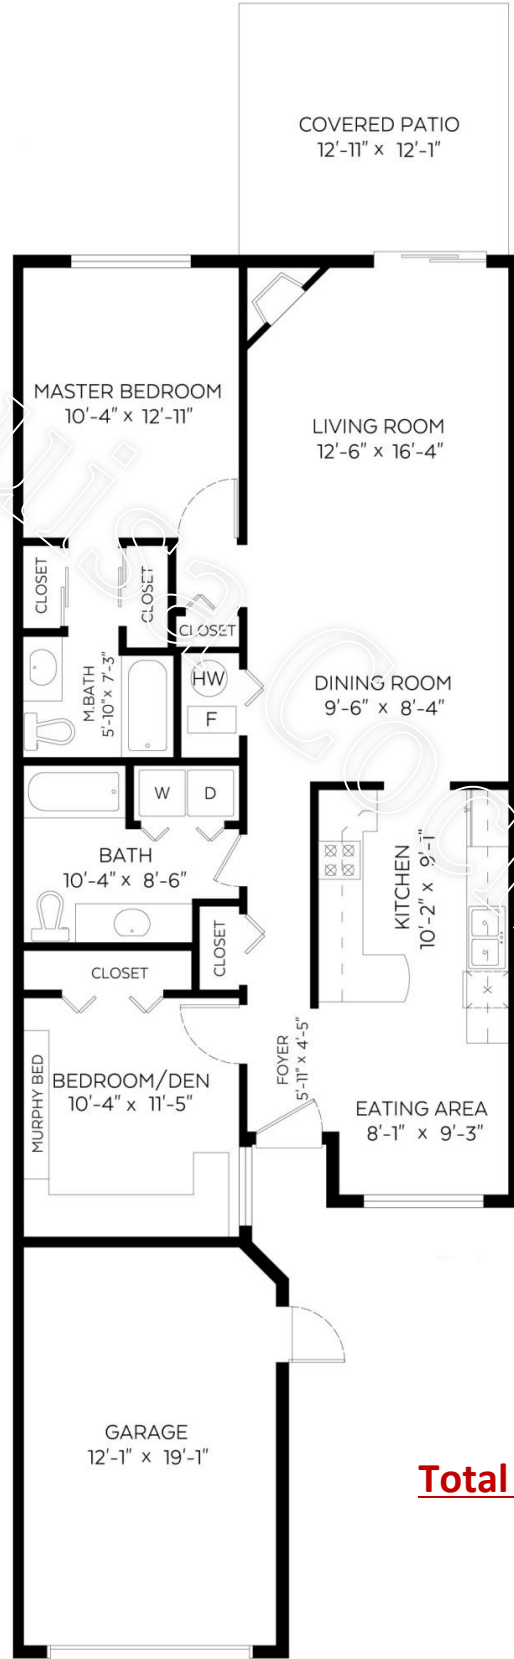 COVERED PATIO
12'-11" x 12'-1"
MASTER BEDROOM
10'-4" x 12'-11"
LIVING ROOM
12'-6" x 16'-4"
CLOSET
CLOSET
CLOSET
M.BATH
5'-10" x 7'-3"
HW
F
DINING ROOM
9'-6" x 8'-4"
W
D
BATH
10'-4" x 8'-6"
KITCHEN
10'-2" x 9'-1"
CLOSET
CLOSET
FOYER
5'-11" x 4'-5"
MURPHY BED
BEDROOM/DEN
10'-4" x 11'-5"
EATING AREA
8'-1" x 9'-3"
GARAGE
12'-1" x 19'-1"
Total